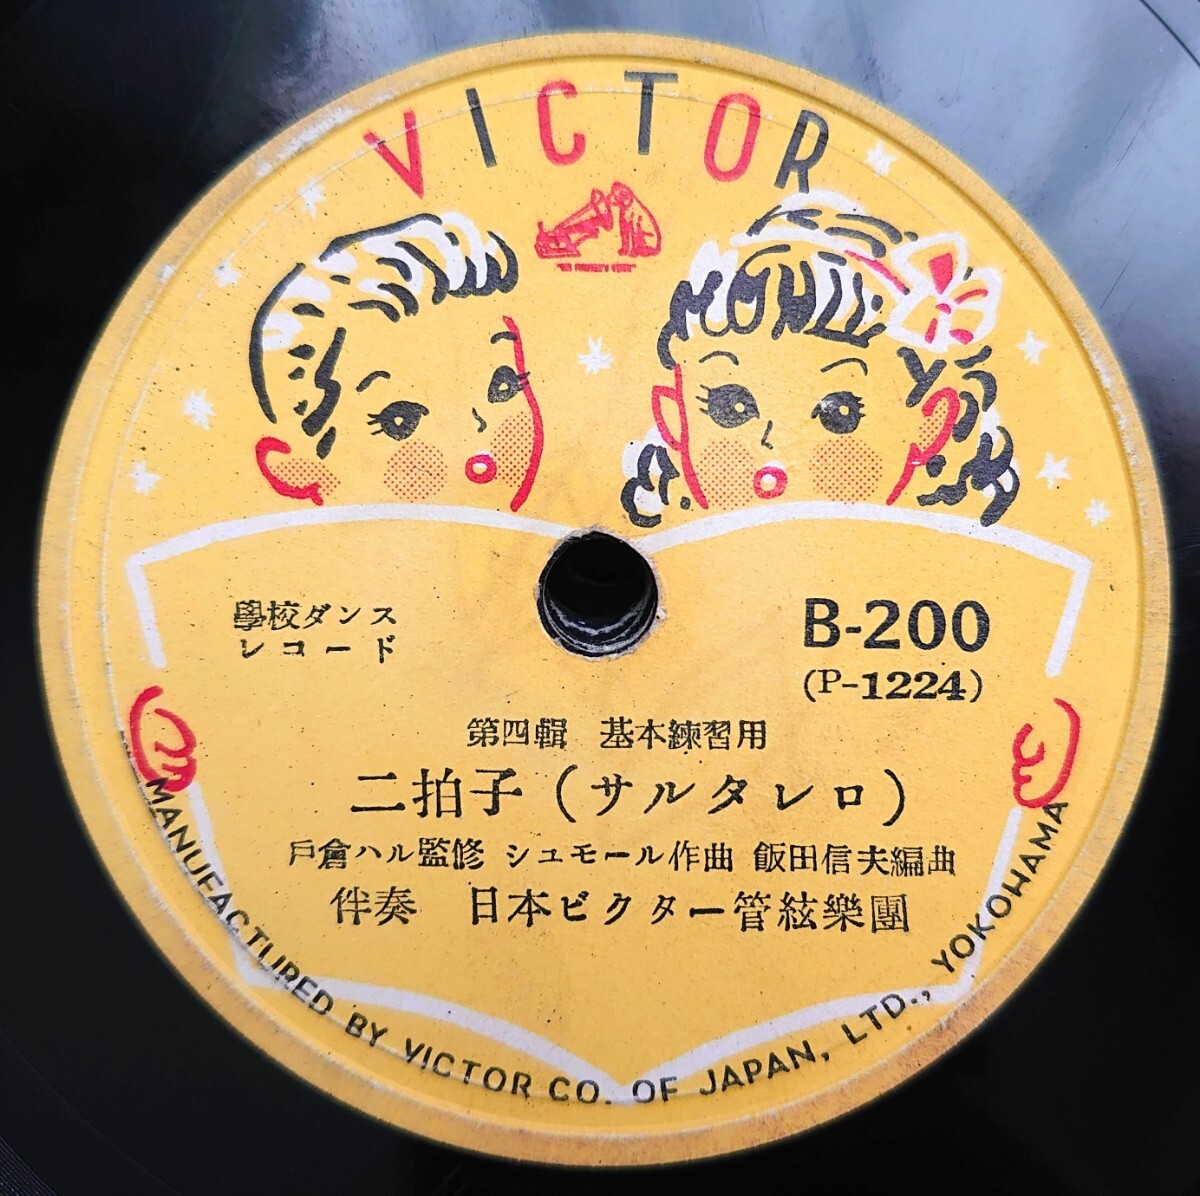 VICTOR
學校ダンス
レコード
B-200
(P-1224)
第四輯 基本練習用
二拍子(サルタレロ)
戶倉ハル監修 シュモール作曲 飯田信夫編曲
伴奏 日本ビクター管絃樂團
MANUFACTURED BY VICTOR CO. OF JAPAN, LTD., YOKOHAMA